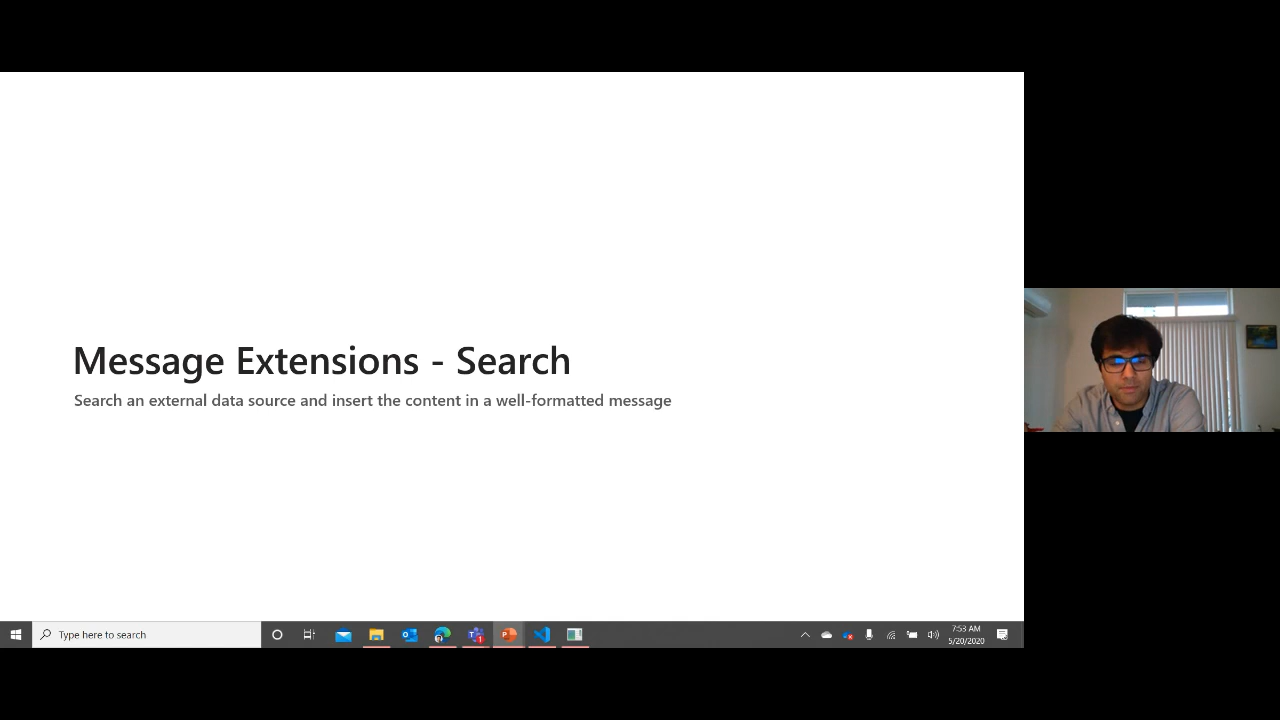 Message Extensions - Search
Search an external data source and insert the content in a well-formatted message
Type here to search
1
7:53 AM
5/20/2020